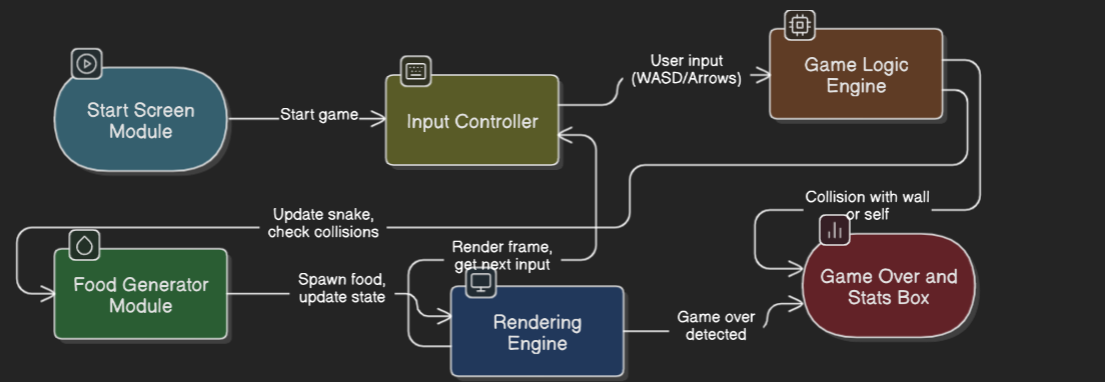 Start Screen
Module
Start game
Input Controller
User input
(WASD/Arrows)
Game Logic
Engine
Update snake,
check collisions
Collision with wall
or self
Food Generator
Module
Spawn food,
update state
Render frame,
get next input
Rendering
Engine
Game over
detected
Game Over and
Stats Box